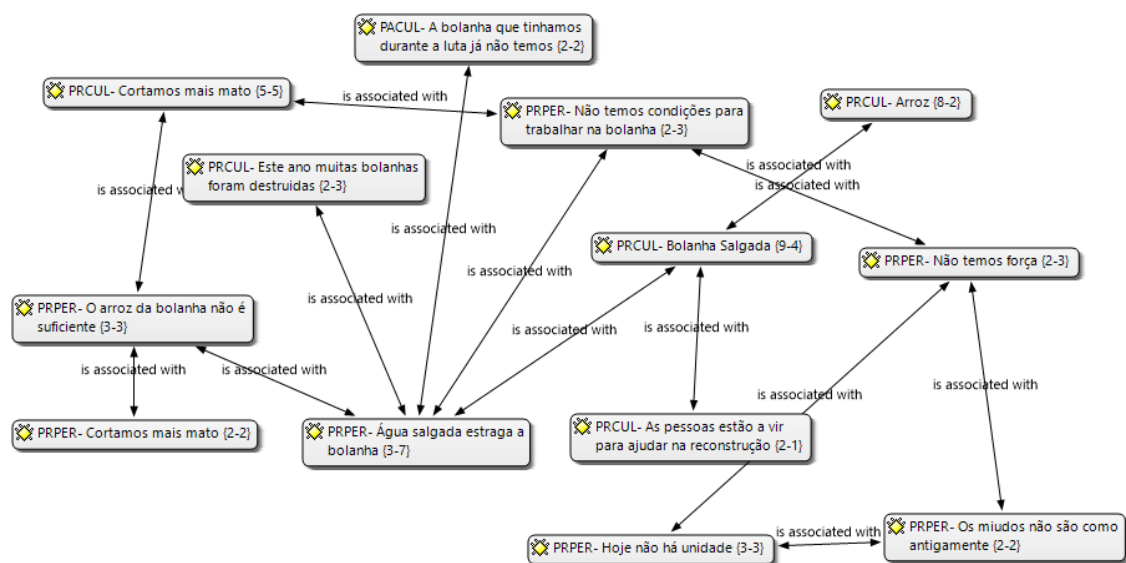 PACUL- A bolanha que tinhamos
durante a luta já não temos {2-2}
PRCUL- Cortamos mais mato {5-5}
is associated with
PRPER- Não temos condições para
trabalhar na bolanha {2-3}
PRCUL- Arroz {8-2}
is associated with
is associated with
PRCUL- Este ano muitas bolanhas
foram destruidas {2-3}
is associated with
is associated with
is associated with
PRCUL- Bolanha Salgada {9-4}
PRPER- Não temos força {2-3}
is associated with
PRPER- O arroz da bolanha não é
suficiente {3-3}
is associated with
is associated with
is associated with
is associated with
is associated with
PRPER- Cortamos mais mato {2-2}
PRPER- Água salgada estraga a
bolanha {3-7}
PRCUL- As pessoas estão a vir
para ajudar na reconstrução {2-1}
is associated with
is associated with
PRPER- Hoje não há unidade {3-3}
is associated with
PRPER- Os miudos não são como
antigamente {2-2}